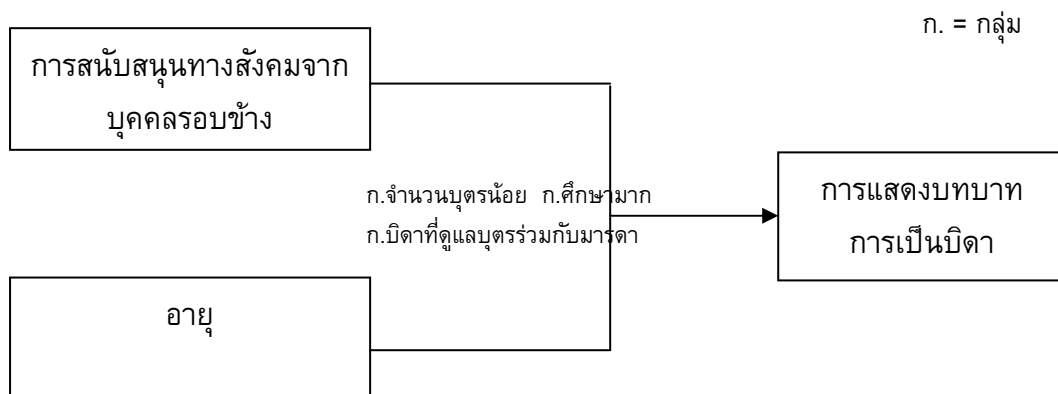 ก. = กลุ่ม
การสนับสนุนทางสังคมจาก
บุคคลรอบข้าง
ก.จำนวนบุตรน้อย ก.ศึกษามาก
ก.บิดาที่ดูแลบุตรร่วมกับมารดา
การแสดงบทบาท
การเป็นบิดา
อายุ